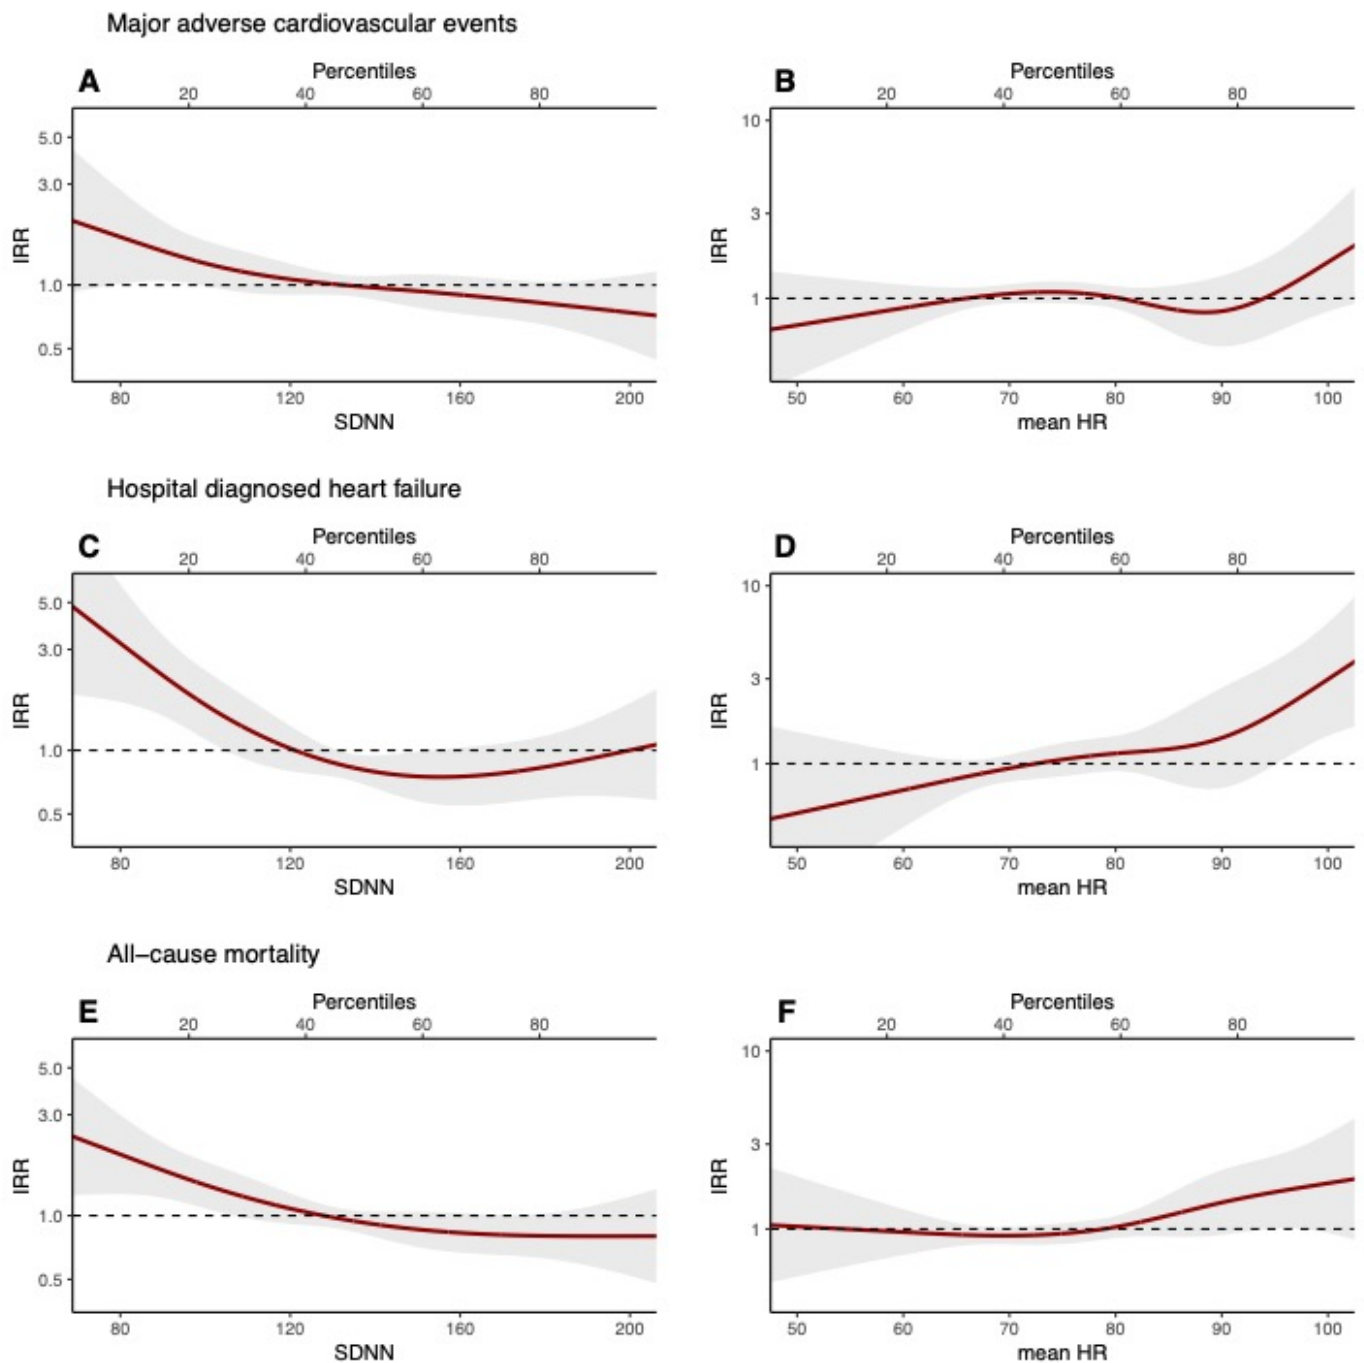 Major adverse cardiovascular events
A
Percentiles
20 40 60 80
5.0
3.0
1.0
0.5
IRR
80 120 160 200
SDNN
B
Percentiles
20 40 60 80
10
3
1
IRR
50 60 70 80 90 100
mean HR
Hospital diagnosed heart failure
C
Percentiles
20 40 60 80
5.0
3.0
1.0
0.5
IRR
80 120 160 200
SDNN
D
Percentiles
20 40 60 80
10
3
1
IRR
50 60 70 80 90 100
mean HR
All–cause mortality
E
Percentiles
20 40 60 80
5.0
3.0
1.0
0.5
IRR
80 120 160 200
SDNN
F
Percentiles
20 40 60 80
10
3
1
IRR
50 60 70 80 90 100
mean HR